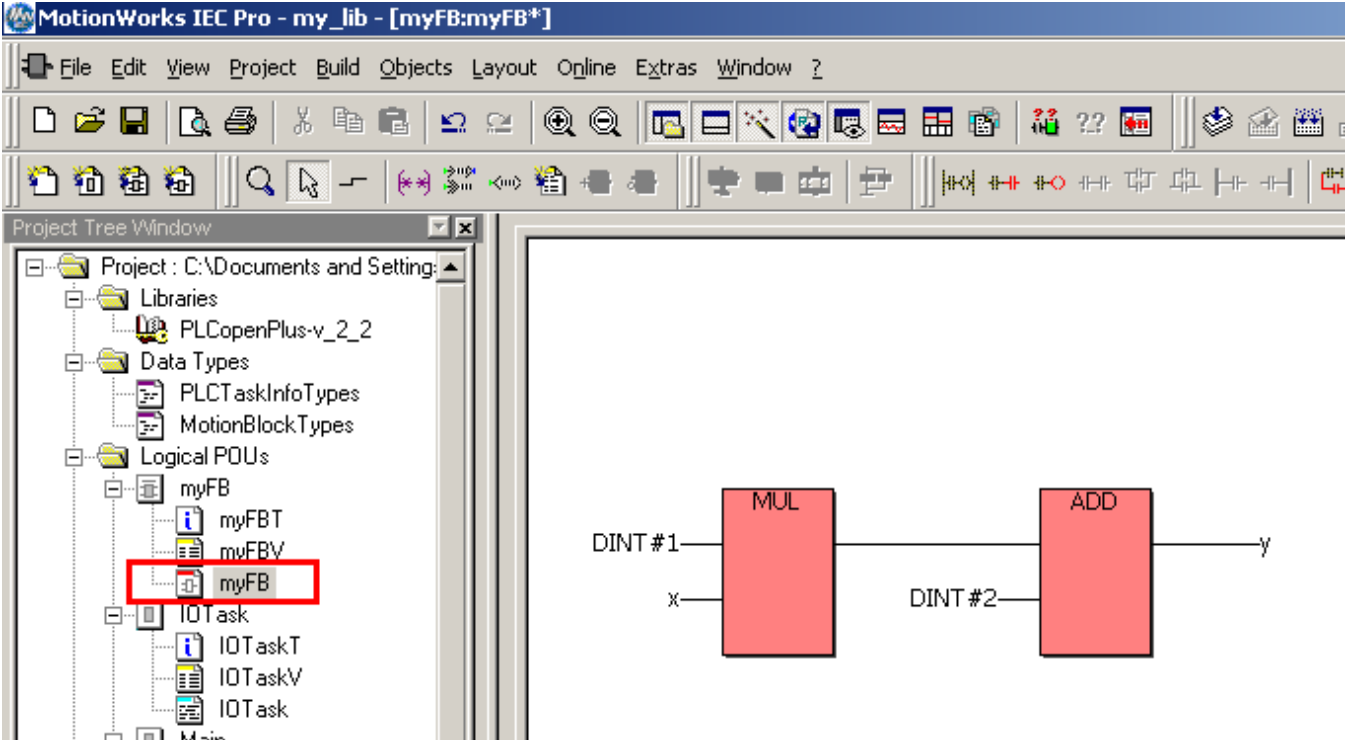 MotionWorks IEC Pro - my_lib - [myFB:myFB*]
File Edit View Project Build Objects Layout Online Extras Window ?
Project Tree Window
Project : C:\Documents and Setting
Libraries
PLCopenPlus-v_2_2
Data Types
PLCTaskInfoTypes
MotionBlockTypes
Logical POUs
myFB
myFBT
myFBV
myFB
IOTask
IOTaskT
IOTaskV
IOTask
Main
MUL
ADD
DINT#1
y
x
DINT#2